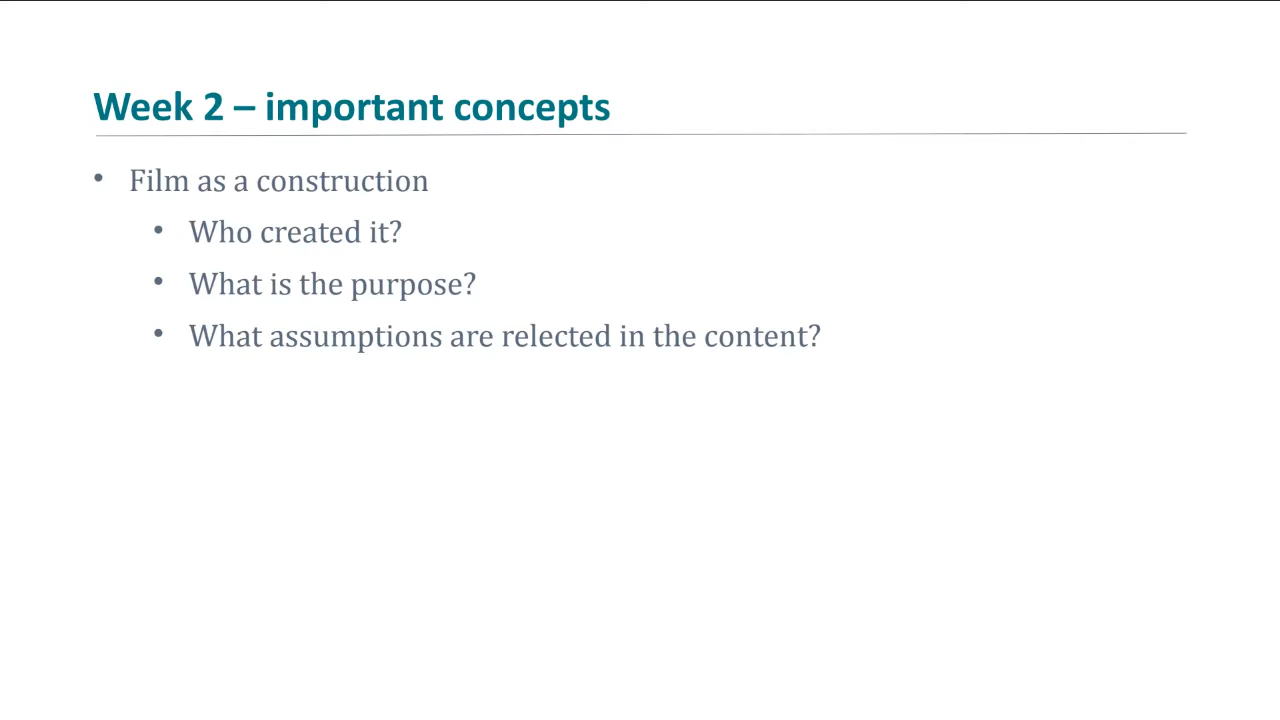 Week 2 – important concepts
• Film as a construction
• Who created it?
• What is the purpose?
• What assumptions are relected in the content?